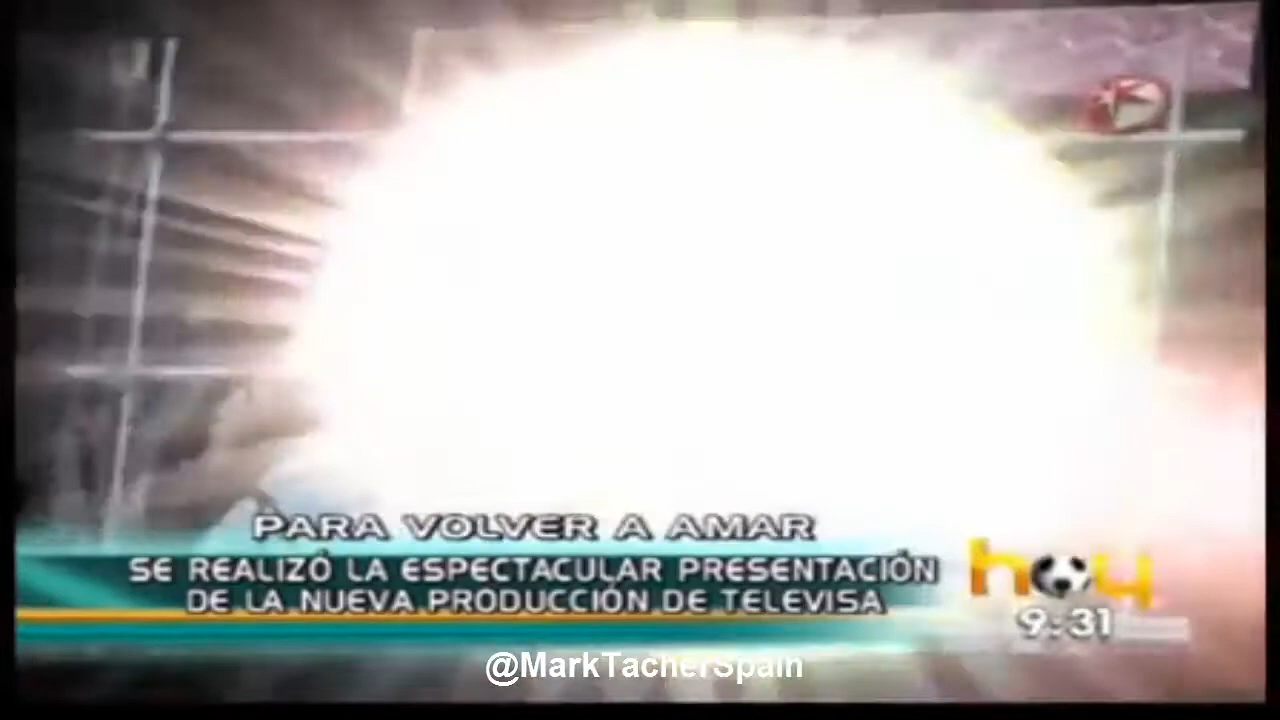 PARA VOLVER A AMAR
SE REALIZÓ LA ESPECTACULAR PRESENTACIÓN
DE LA NUEVA PRODUCCIÓN DE TELEVISA
hoy
9:31
@MarkTacherSpain